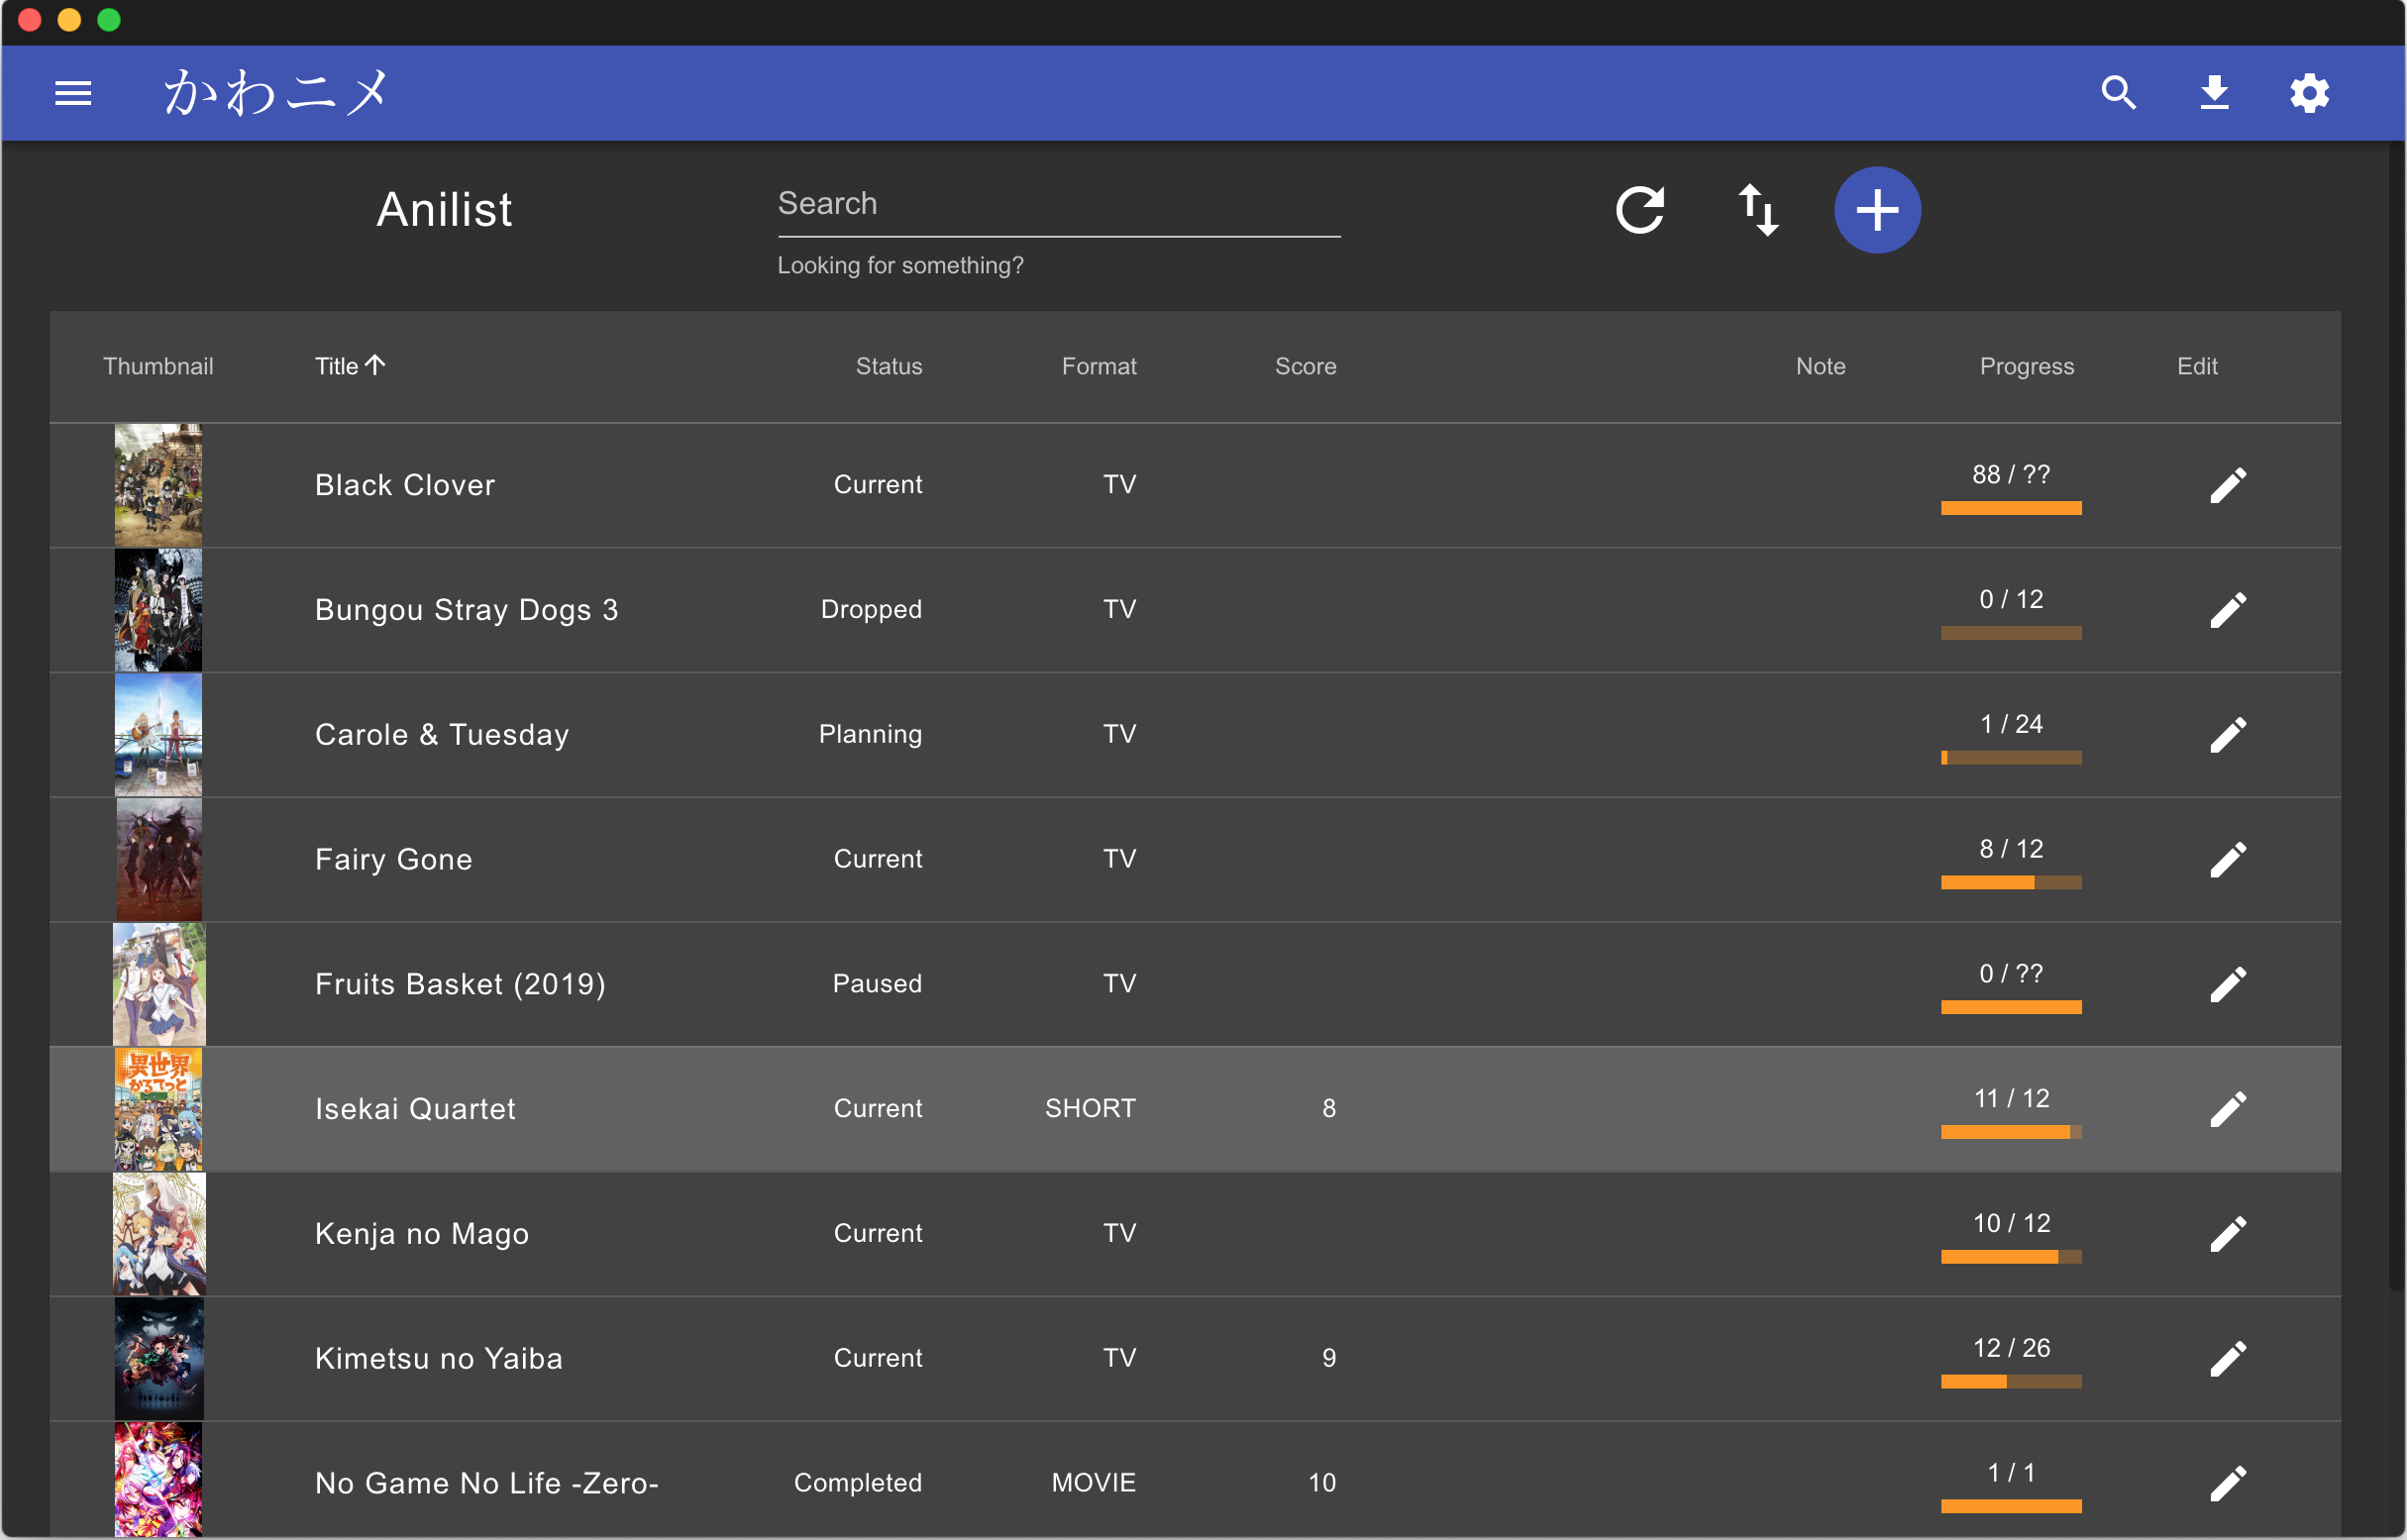 かわニメ
Anilist
Search
Looking for something?
Thumbnail Title Status Format Score Note Progress Edit
Black Clover Current TV 88 / ??
Bungou Stray Dogs 3 Dropped TV 0 / 12
Carole & Tuesday Planning TV 1 / 24
Fairy Gone Current TV 8 / 12
Fruits Basket (2019) Paused TV 0 / ??
異世界
かるてっと
Isekai Quartet Current SHORT 8 11 / 12
Kenja no Mago Current TV 10 / 12
Kimetsu no Yaiba Current TV 9 12 / 26
No Game No Life -Zero- Completed MOVIE 10 1 / 1